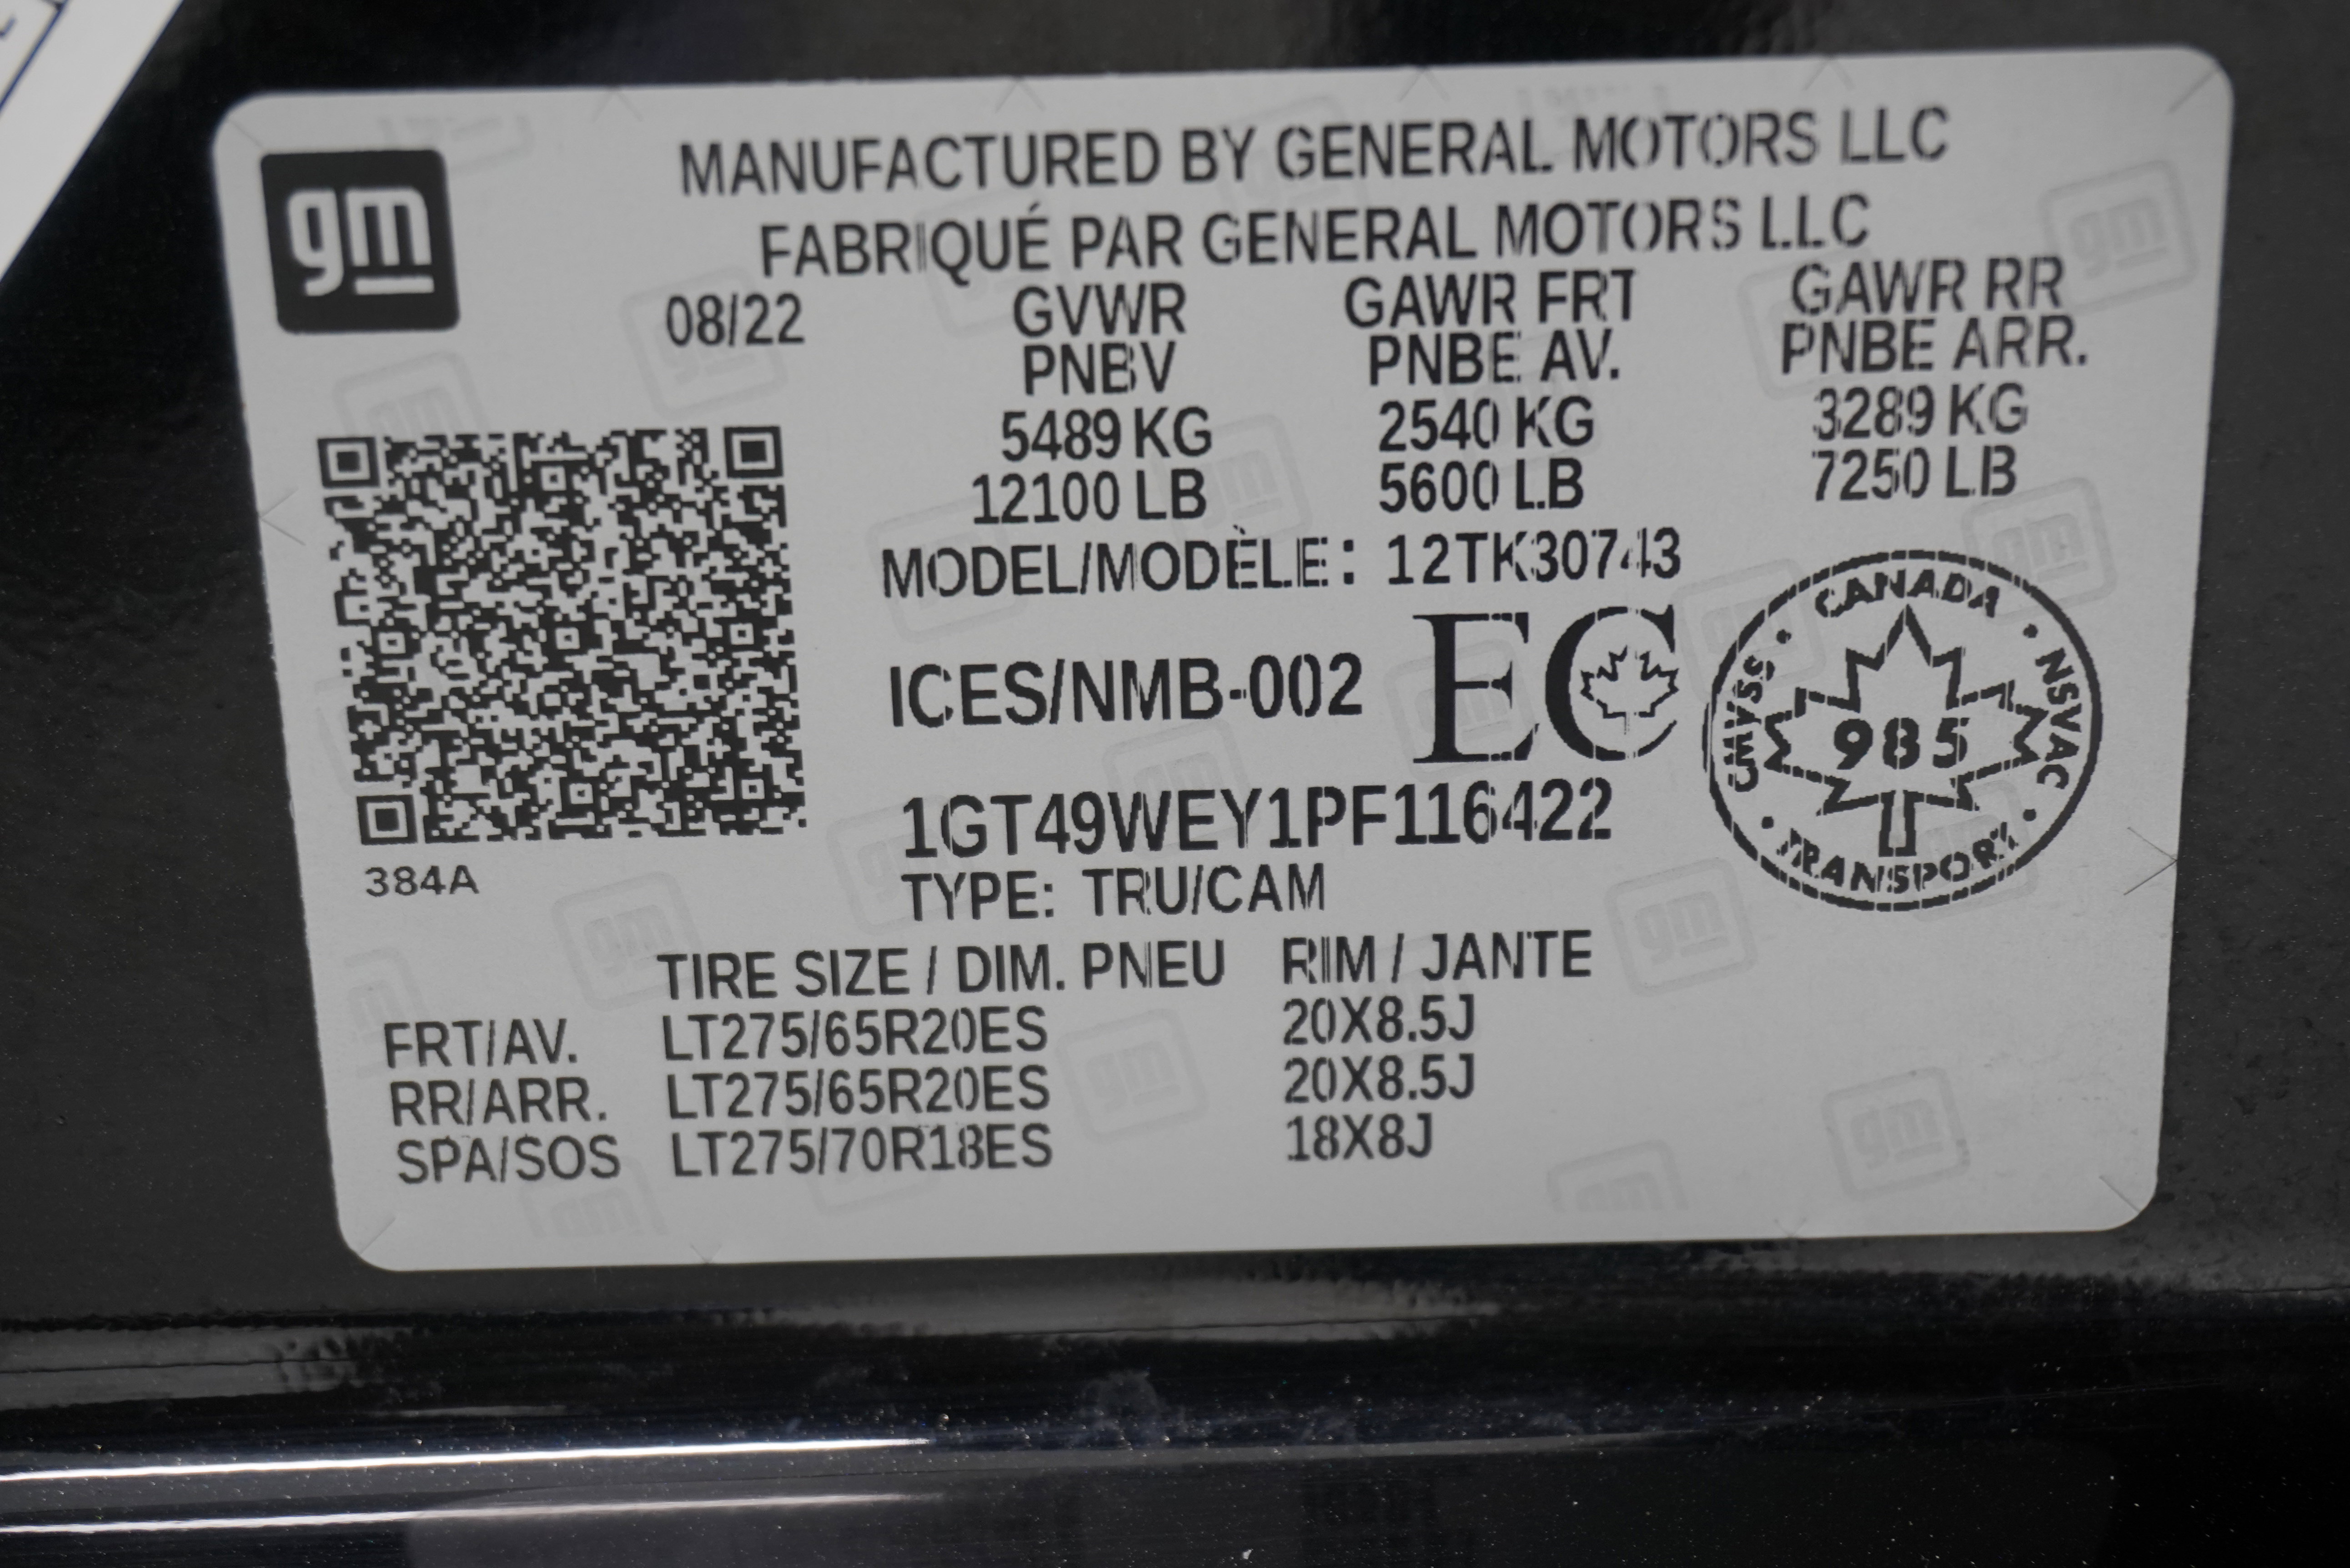 gm
MANUFACTURED BY GENERAL MOTORS LLC
FABRIQUÉ PAR GENERAL MOTORS LLC
08/22 GVWR GAWR FRT GAWR RR
PNBV PNBE AV. PNBE ARR.
5489 KG 2540 KG 3289 KG
12100 LB 5600 LB 7250 LB
MODEL/MODÈLE: 12TK30743
ICES/NMB-002 EC
CANADA
CMVSS · NSVAC
985
TRANSPORT
1GT49WEY1PF116422
384A
TYPE: TRU/CAM
TIRE SIZE / DIM. PNEU RIM / JANTE
FRT/AV. LT275/65R20ES 20X8.5J
RR/ARR. LT275/65R20ES 20X8.5J
SPA/SOS LT275/70R18ES 18X8J